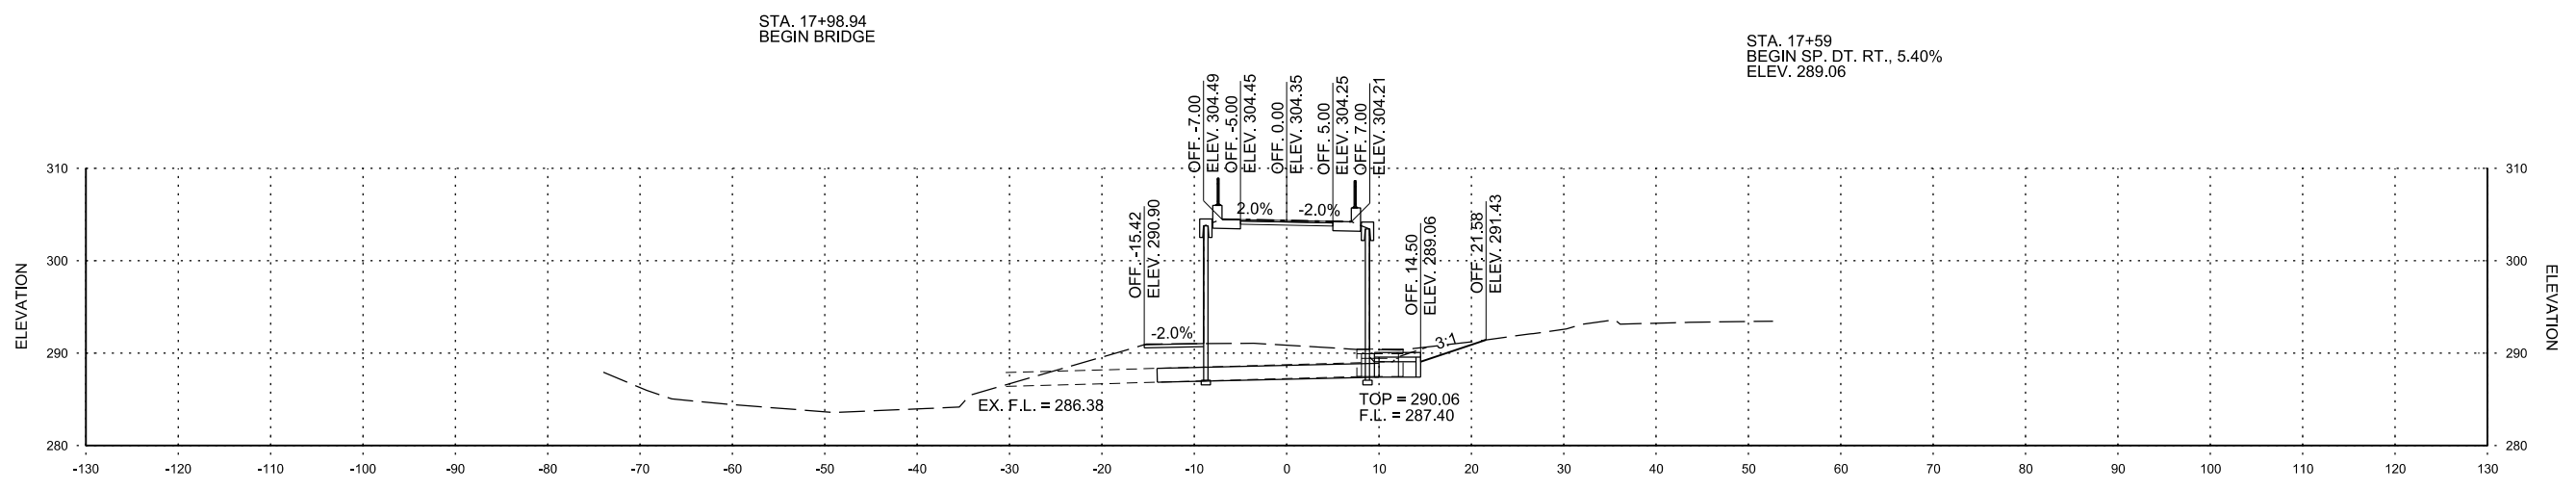 STA. 17+98.94
BEGIN BRIDGE
STA. 17+59
BEGIN SP. DT. RT., 5.40%
ELEV. 289.06
OFF. -7.00
ELEV. 304.49
OFF. -5.00
ELEV. 304.45
OFF. 0.00
ELEV. 304.35
OFF. 5.00
ELEV. 304.25
OFF. 7.00
ELEV. 304.21
310
310
2.0%
-2.0%
OFF. -15.42
ELEV. 290.90
OFF. 14.50
ELEV. 289.06
OFF. 21.58
ELEV. 291.43
300
300
ELEVATION
ELEVATION
-2.0%
3:1
290
290
EX. F.L. = 286.38
TOP = 290.06
F.L. = 287.40
280
280
-130 -120 -110 -100 -90 -80 -70 -60 -50 -40 -30 -20 -10 0 10 20 30 40 50 60 70 80 90 100 110 120 130